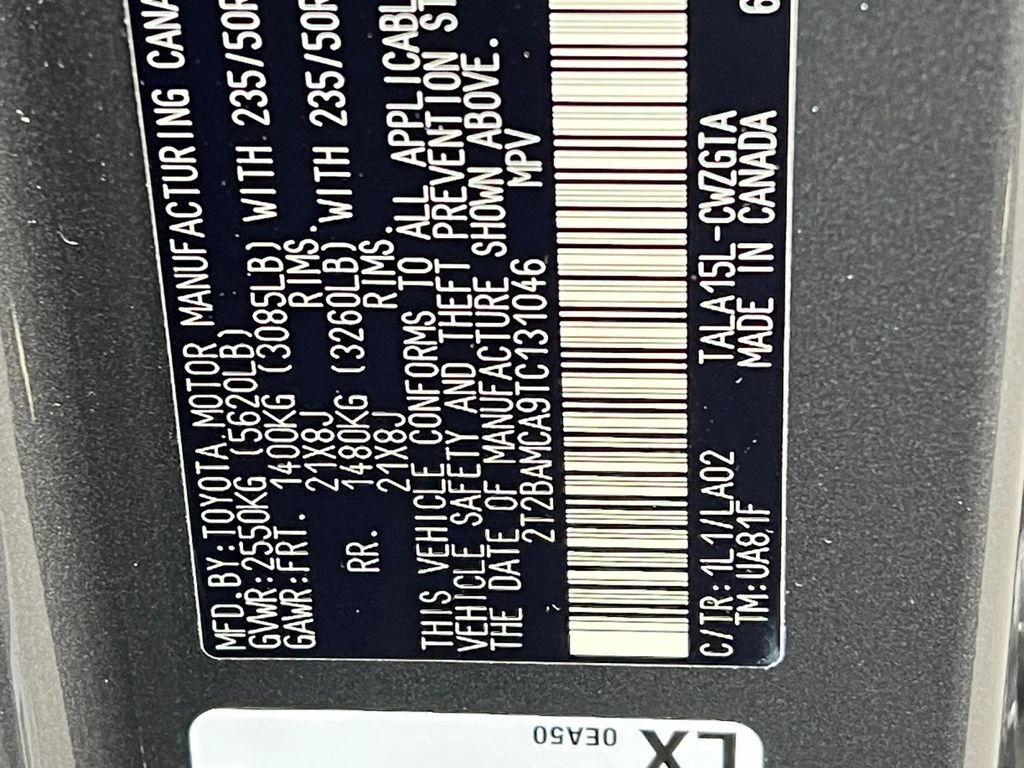 MFD.BY:TOYOTA MOTOR MANUFACTURING CANA
GVWR:2550KG (5620LB)
GAWR:FRT. 1400KG (3085LB) WITH 235/50R
21X8J RIMS.
RR. 1480KG (3260LB) WITH 235/50R
21X8J RIMS.
THIS VEHICLE CONFORMS TO ALL APPLICABL
VEHICLE SAFETY AND THEFT PREVENTION ST
THE DATE OF MANUFACTURE SHOWN ABOVE.
2T2BAMCA9TC131046 MPV
C/TR:1L1/LA02 TALA15L-CWZGTA
TM:UA81F MADE IN CANADA
6
0EA50
LX